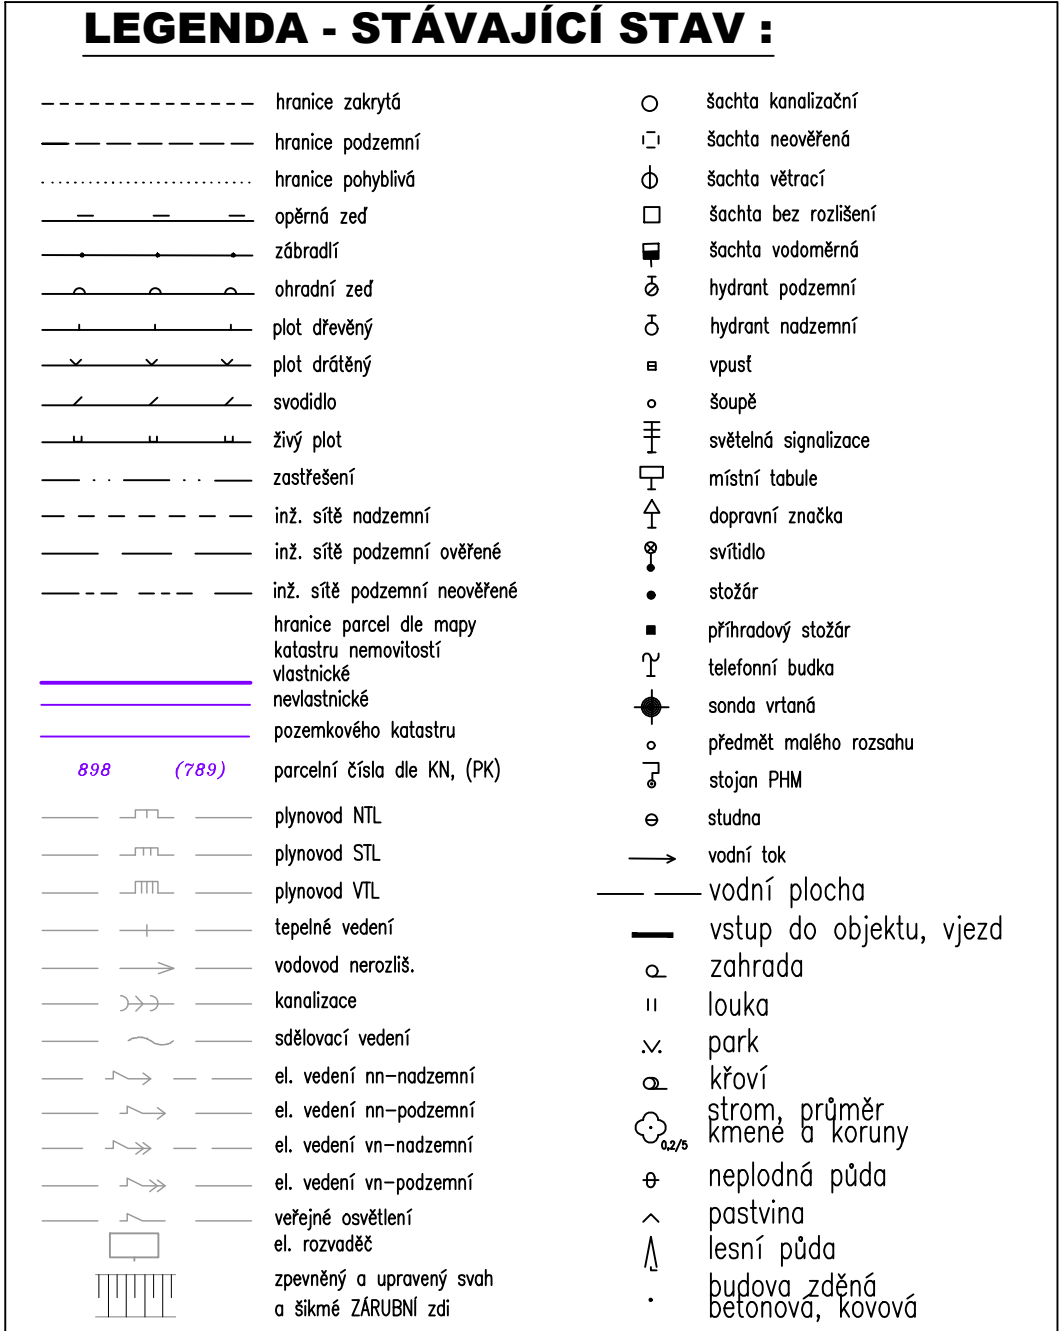 LEGENDA - STÁVAJÍCÍ STAV :
hranice zakrytá
hranice podzemní
hranice pohyblivá
opěrná zeď
zábradlí
ohradní zeď
plot dřevěný
plot drátěný
svodidlo
živý plot
zastřešení
inž. sítě nadzemní
inž. sítě podzemní ověřené
inž. sítě podzemní neověřené
hranice parcel dle mapy
katastru nemovitostí
vlastnické
nevlastnické
pozemkového katastru
898 (789) parcelní čísla dle KN, (PK)
plynovod NTL
plynovod STL
plynovod VTL
tepelné vedení
vodovod nerozliš.
kanalizace
sdělovací vedení
el. vedení nn-nadzemní
el. vedení nn-podzemní
el. vedení vn-nadzemní
el. vedení vn-podzemní
veřejné osvětlení
el. rozvaděč
zpevněný a upravený svah
a šikmé ZÁRUBNÍ zdi
šachta kanalizační
šachta neověřená
šachta větrací
šachta bez rozlišení
šachta vodoměrná
hydrant podzemní
hydrant nadzemní
vpusť
šoupě
světelná signalizace
místní tabule
dopravní značka
svítidlo
stožár
příhradový stožár
telefonní budka
sonda vrtaná
předmět malého rozsahu
stojan PHM
studna
vodní tok
vodní plocha
vstup do objektu, vjezd
zahrada
louka
park
křoví
strom, průměr
kmene a koruny
0,2/5
neplodná půda
pastvina
lesní půda
budova zděná
betonová, kovová